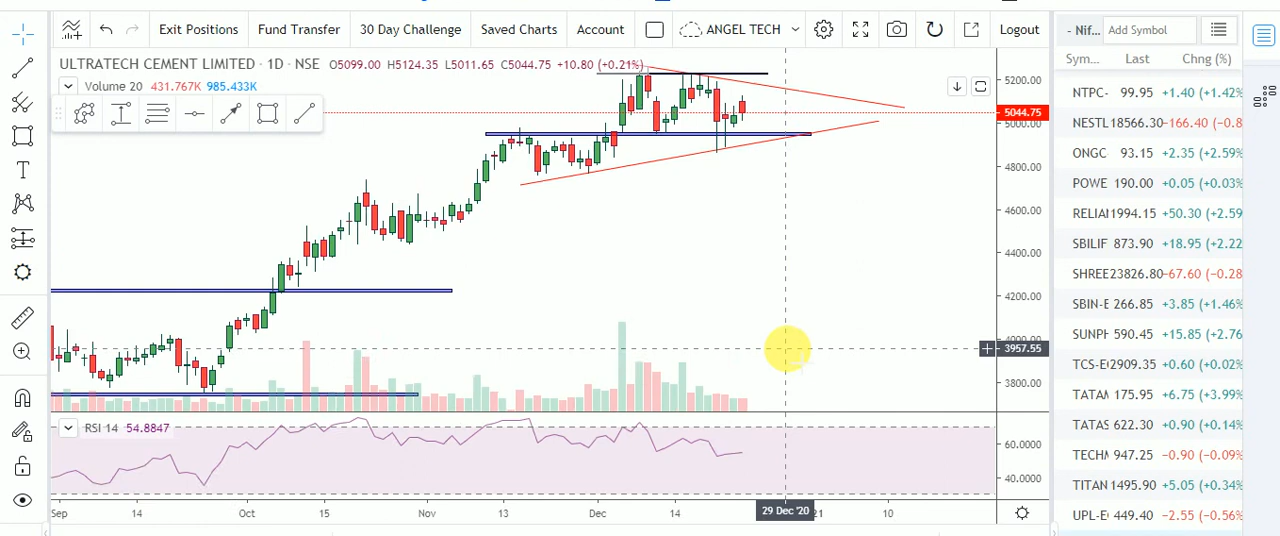 Exit Positions Fund Transfer 30 Day Challenge Saved Charts Account ANGEL TECH Logout - Nif... Add Symbol
ULTRATECH CEMENT LIMITED · 1D · NSE O5099.00 H5124.35 L5011.65 C5044.75 +10.80 (+0.21%)
Volume 20 431.767K 985.433K
T
5200.00
5044.75
5000.00
4800.00
4600.00
4400.00
4200.00
3957.55
3800.00
RSI 14 54.8847
60.0000
40.0000
Sep 14 Oct 15 Nov 13 Dec 14 29 Dec '20 21 10
Sym... Last Chng (%)
NTPC- 99.95 +1.40 (+1.42%
NESTL 18566.30 -166.40 (-0.8
ONGC 93.15 +2.35 (+2.59%
POWE 190.00 +0.05 (+0.03%
RELIAI 1994.15 +50.30 (+2.59
SBILIF 873.90 +18.95 (+2.22
SHREE 23826.80 -67.60 (-0.28
SBIN-E 266.85 +3.85 (+1.46%
SUNPH 590.45 +15.85 (+2.76
TCS-E 2909.35 +0.60 (+0.02%
TATAM 175.95 +6.75 (+3.99%
TATAS 622.30 +0.90 (+0.14%
TECHM 947.25 -0.90 (-0.09%
TITAN 1495.90 +5.05 (+0.34%
UPL-E 449.40 -2.55 (-0.56%